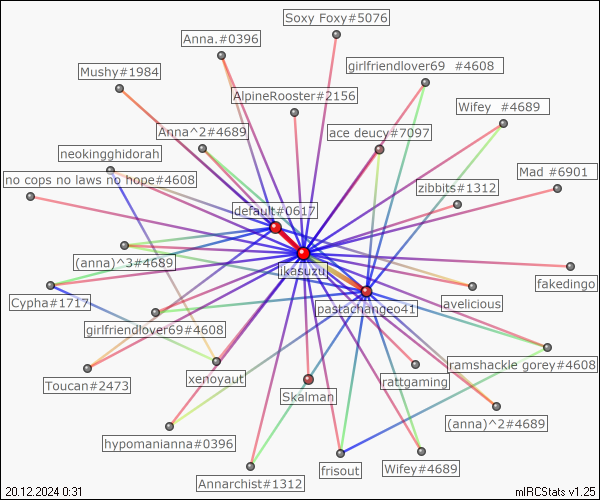 Soxy Foxy#5076
Anna.#0396
girlfriendlover69 #4608
Mushy#1984
AlpineRooster#2156
Wifey #4689
Anna^2#4689
ace deucy#7097
neokingghidorah
Mad #6901
no cops no laws no hope#4608
zibbits#1312
default#0617
(anna)^3#4689
jkasuzu
fakedingo
Cypha#1777
avelicious
pastachangeo41
girlfriendlover69#4608
ramshackle gorey#4608
Toucan#2473
xenoyaut
rattgaming
Skalman
(anna)^2#4689
hypomanianna#0396
Annarchist#1312
frisout
Wifey#4689
20.12.2024 0:31
mIRCStats v1.25